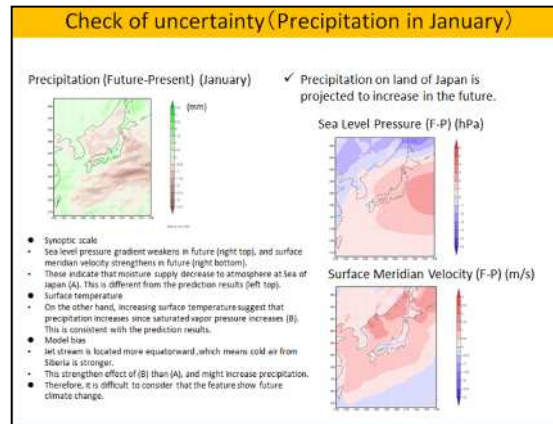 Check of uncertainty(Precipitation in January)
Precipitation (Future-Present) (January)
(mm)
● Synoptic scale
• Sea level pressure gradient weakens in future (right top), and surface
meridian velocity strengthens in future (right bottom).
• These indicate that moisture supply decrease to atmosphere at Sea of
Japan (A). This is different from the prediction results (left top).
● Surface temperature
• On the other hand, increasing surface temperature suggest that
precipitation increases since saturated vapor pressure increases (B).
This is consistent with the prediction results.
● Model bias
• Jet stream is located more equatorward ,which means cold air from
Siberia is stronger.
• This strengthen effect of (B) than (A), and might increase precipitation.
● Therefore, it is difficult to consider that the feature show future
climate change.
✓ Precipitation on land of Japan is
projected to increase in the future.
Sea Level Pressure (F-P) (hPa)
Surface Meridian Velocity (F-P) (m/s)